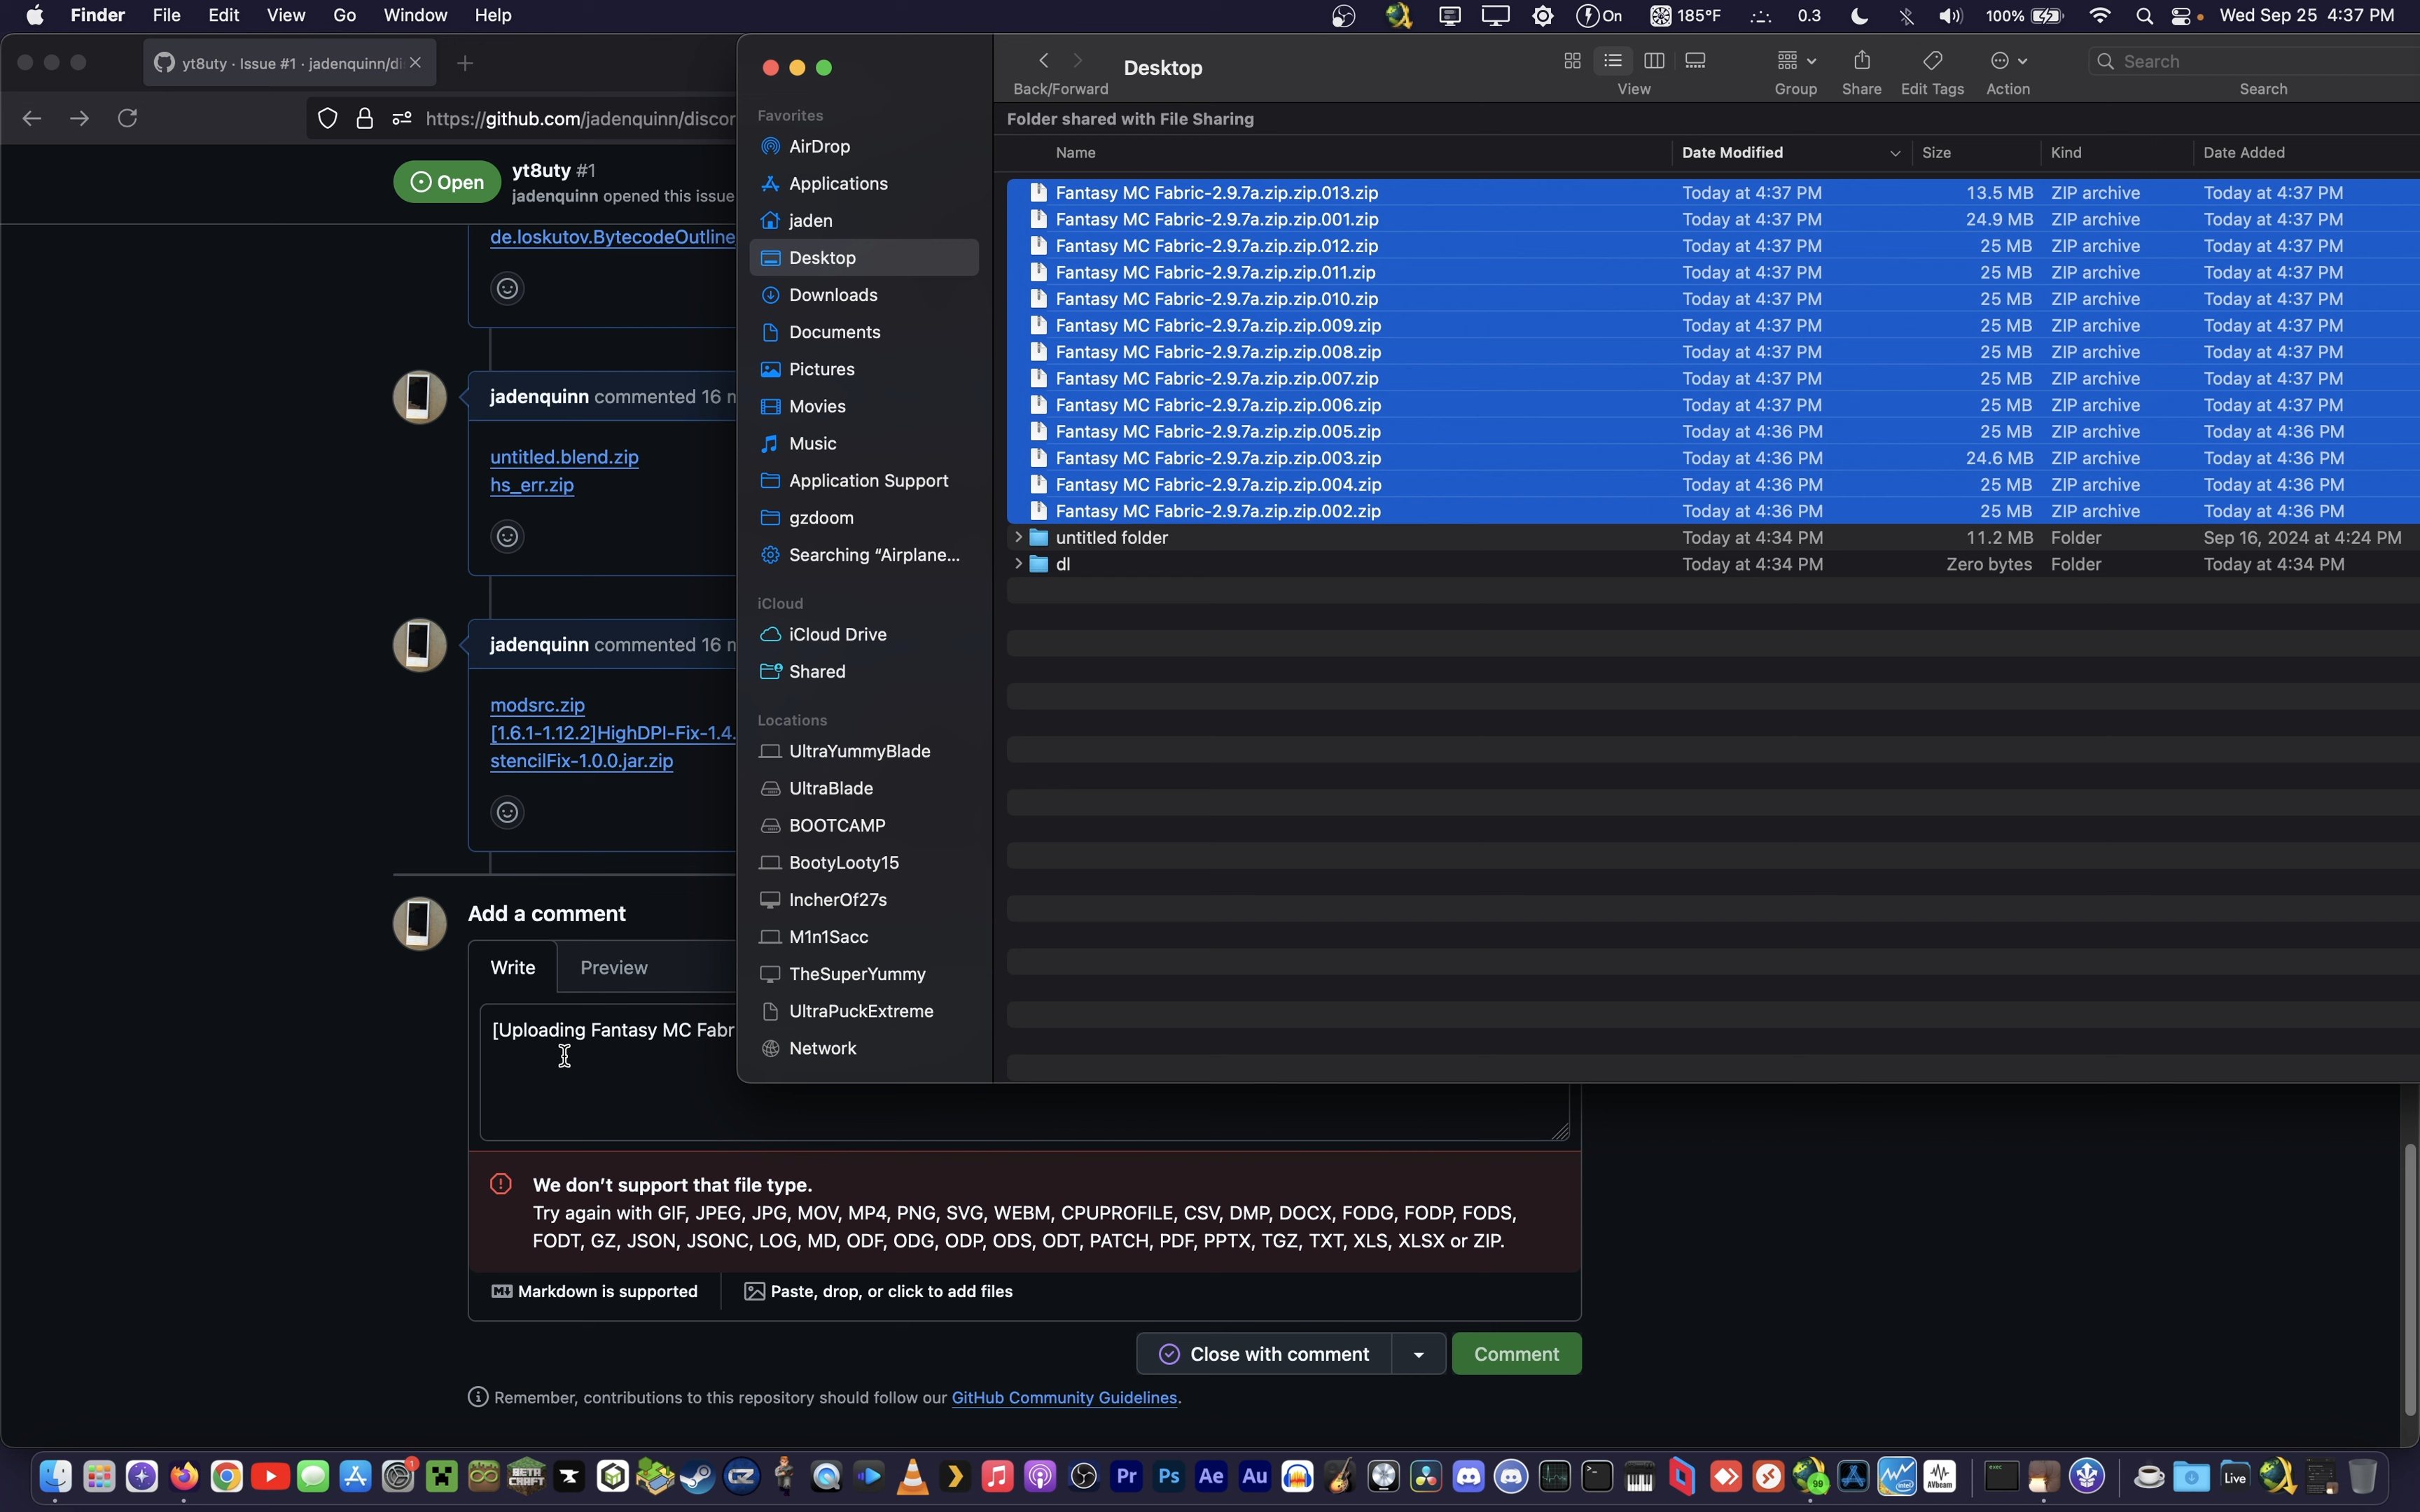 Finder File Edit View Go Window Help
On 185°F 0.3 100% Wed Sep 25 4:37 PM
yt8uty · Issue #1 · jadenquinn/di
https://github.com/jadenquinn/discor
Open
yt8uty #1
jadenquinn opened this issue
de.loskutov.BytecodeOutline
jadenquinn commented 16 m
untitled.blend.zip
hs_err.zip
jadenquinn commented 16 m
modsrc.zip
[1.6.1-1.12.2]HighDPI-Fix-1.4.
stencilFix-1.0.0.jar.zip
Add a comment
Write Preview
[Uploading Fantasy MC Fabr
We don't support that file type.
Try again with GIF, JPEG, JPG, MOV, MP4, PNG, SVG, WEBM, CPUPROFILE, CSV, DMP, DOCX, FODG, FODP, FODS,
FODT, GZ, JSON, JSONC, LOG, MD, ODF, ODG, ODP, ODS, ODT, PATCH, PDF, PPTX, TGZ, TXT, XLS, XLSX or ZIP.
Markdown is supported Paste, drop, or click to add files
Close with comment Comment
Remember, contributions to this repository should follow our GitHub Community Guidelines.
Favorites
AirDrop
Applications
jaden
Desktop
Downloads
Documents
Pictures
Movies
Music
Application Support
gzdoom
Searching “Airplane...
iCloud
iCloud Drive
Shared
Locations
UltraYummyBlade
UltraBlade
BOOTCAMP
BootyLooty15
IncherOf27s
M1n1Sacc
TheSuperYummy
UltraPuckExtreme
Network
Desktop
Search
Back/Forward View Group Share Edit Tags Action Search
Folder shared with File Sharing
Name Date Modified Size Kind Date Added
Fantasy MC Fabric-2.9.7a.zip.zip.013.zip Today at 4:37 PM 13.5 MB ZIP archive Today at 4:37 PM
Fantasy MC Fabric-2.9.7a.zip.zip.001.zip Today at 4:37 PM 24.9 MB ZIP archive Today at 4:37 PM
Fantasy MC Fabric-2.9.7a.zip.zip.012.zip Today at 4:37 PM 25 MB ZIP archive Today at 4:37 PM
Fantasy MC Fabric-2.9.7a.zip.zip.011.zip Today at 4:37 PM 25 MB ZIP archive Today at 4:37 PM
Fantasy MC Fabric-2.9.7a.zip.zip.010.zip Today at 4:37 PM 25 MB ZIP archive Today at 4:37 PM
Fantasy MC Fabric-2.9.7a.zip.zip.009.zip Today at 4:37 PM 25 MB ZIP archive Today at 4:37 PM
Fantasy MC Fabric-2.9.7a.zip.zip.008.zip Today at 4:37 PM 25 MB ZIP archive Today at 4:37 PM
Fantasy MC Fabric-2.9.7a.zip.zip.007.zip Today at 4:37 PM 25 MB ZIP archive Today at 4:37 PM
Fantasy MC Fabric-2.9.7a.zip.zip.006.zip Today at 4:37 PM 25 MB ZIP archive Today at 4:37 PM
Fantasy MC Fabric-2.9.7a.zip.zip.005.zip Today at 4:36 PM 25 MB ZIP archive Today at 4:36 PM
Fantasy MC Fabric-2.9.7a.zip.zip.003.zip Today at 4:36 PM 24.6 MB ZIP archive Today at 4:36 PM
Fantasy MC Fabric-2.9.7a.zip.zip.004.zip Today at 4:36 PM 25 MB ZIP archive Today at 4:36 PM
Fantasy MC Fabric-2.9.7a.zip.zip.002.zip Today at 4:36 PM 25 MB ZIP archive Today at 4:36 PM
untitled folder Today at 4:34 PM 11.2 MB Folder Sep 16, 2024 at 4:24 PM
dl Today at 4:34 PM Zero bytes Folder Today at 4:34 PM
1 BETA CRAFT GZ Pr Ps Ae Au 99 intel AVbeam EXEC Live